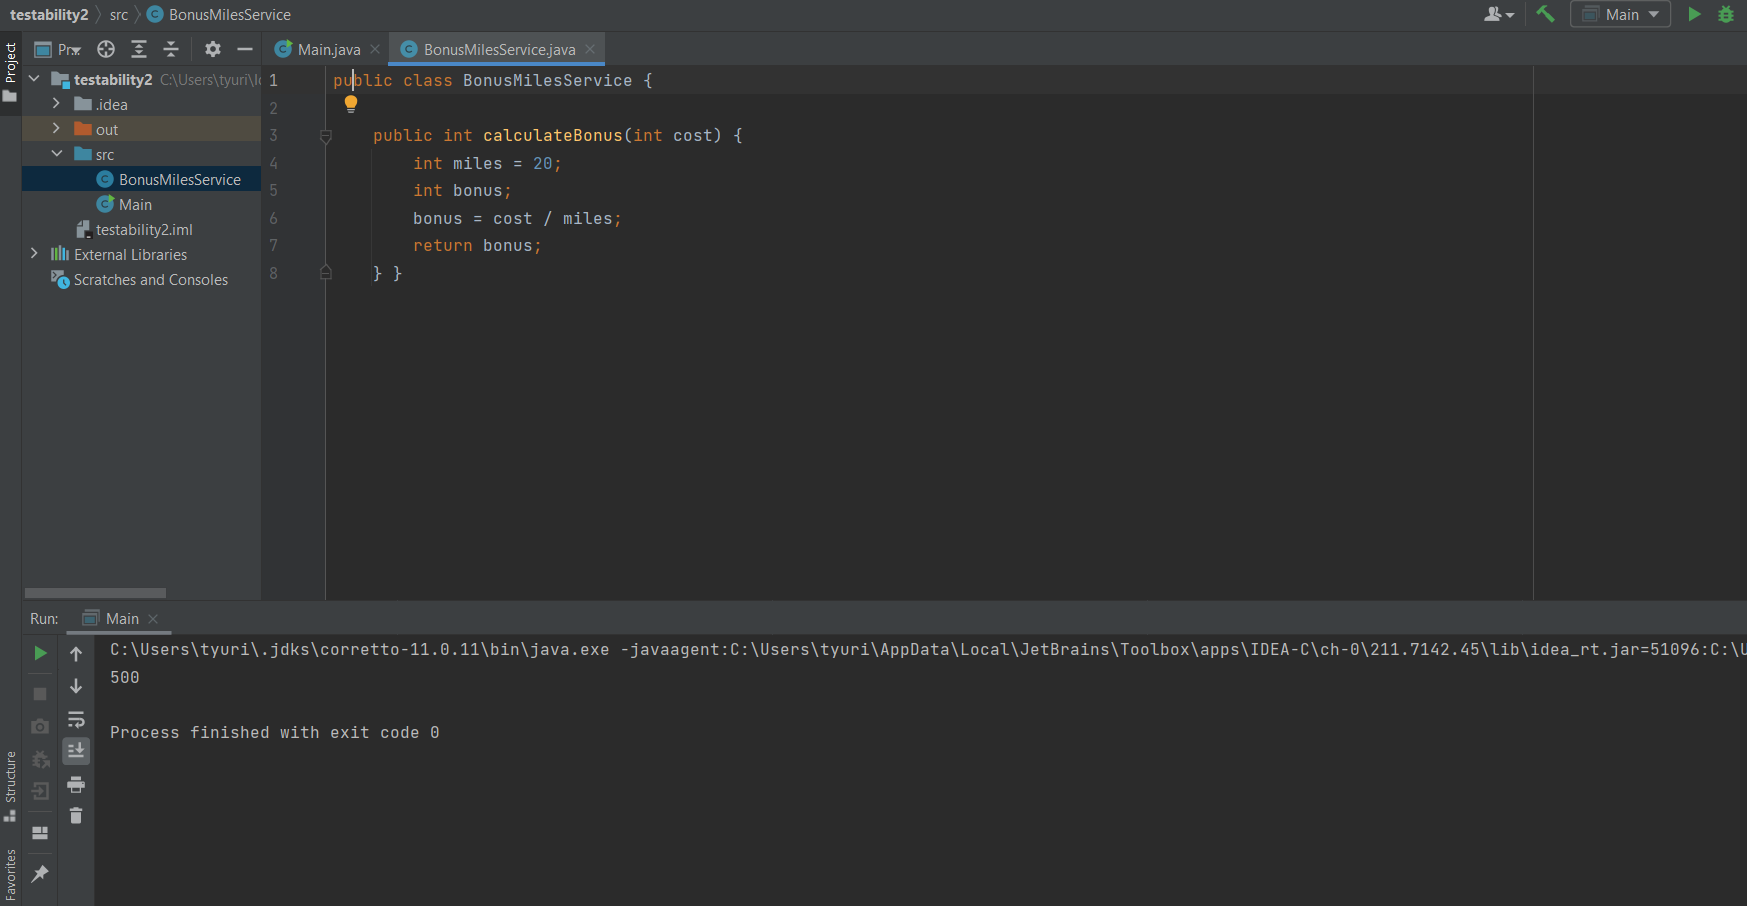 testability2 src BonusMilesService Main
Project Pr... Main.java BonusMilesService.java
testability2 C:\Users\tyuri\Id
.idea
out
src
BonusMilesService
Main
testability2.iml
External Libraries
Scratches and Consoles
1 public class BonusMilesService {
2
3 public int calculateBonus(int cost) {
4 int miles = 20;
5 int bonus;
6 bonus = cost / miles;
7 return bonus;
8 } }
Run: Main
C:\Users\tyuri\.jdks\corretto-11.0.11\bin\java.exe -javaagent:C:\Users\tyuri\AppData\Local\JetBrains\Toolbox\apps\IDEA-C\ch-0\211.7142.45\lib\idea_rt.jar=51096:C:\U
500
Process finished with exit code 0
Structure
Favorites